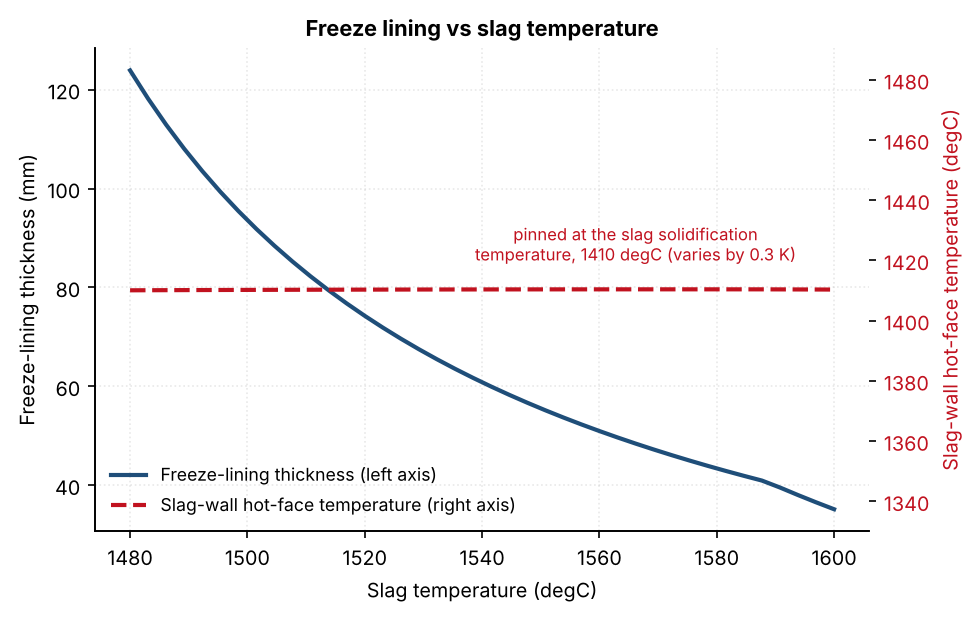 Freeze lining vs slag temperature
Freeze-lining thickness (mm)
120
100
80
60
40
1480
1460
1440
1420
1400
1380
1360
1340
Slag-wall hot-face temperature (degC)
pinned at the slag solidification
temperature, 1410 degC (varies by 0.3 K)
Freeze-lining thickness (left axis)
Slag-wall hot-face temperature (right axis)
1480 1500 1520 1540 1560 1580 1600
Slag temperature (degC)